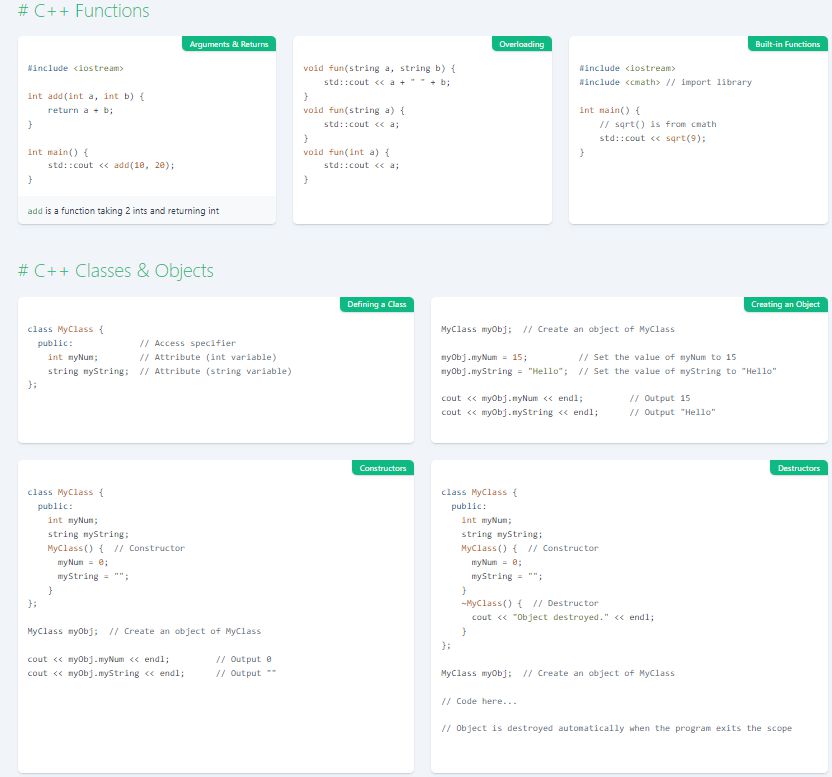 # C++ Functions
Arguments & Returns
#include <iostream>
int add(int a, int b) {
    return a + b;
}
int main() {
    std::cout << add(10, 20);
}
add is a function taking 2 ints and returning int
Overloading
void fun(string a, string b) {
    std::cout << a + " " + b;
}
void fun(string a) {
    std::cout << a;
}
void fun(int a) {
    std::cout << a;
}
Built-in Functions
#include <iostream>
#include <cmath> // import library
int main() {
    // sqrt() is from cmath
    std::cout << sqrt(9);
}
# C++ Classes & Objects
Defining a Class
class MyClass {
  public:             // Access specifier
    int myNum;        // Attribute (int variable)
    string myString;  // Attribute (string variable)
};
Creating an Object
MyClass myObj;  // Create an object of MyClass
myObj.myNum = 15;          // Set the value of myNum to 15
myObj.myString = "Hello";  // Set the value of myString to "Hello"
cout << myObj.myNum << endl;         // Output 15
cout << myObj.myString << endl;      // Output "Hello"
Constructors
class MyClass {
  public:
    int myNum;
    string myString;
    MyClass() {  // Constructor
      myNum = 0;
      myString = "";
    }
};
MyClass myObj;  // Create an object of MyClass
cout << myObj.myNum << endl;         // Output 0
cout << myObj.myString << endl;      // Output ""
Destructors
class MyClass {
  public:
    int myNum;
    string myString;
    MyClass() {  // Constructor
      myNum = 0;
      myString = "";
    }
    ~MyClass() {  // Destructor
      cout << "Object destroyed." << endl;
    }
};
MyClass myObj;  // Create an object of MyClass
// Code here...
// Object is destroyed automatically when the program exits the scope